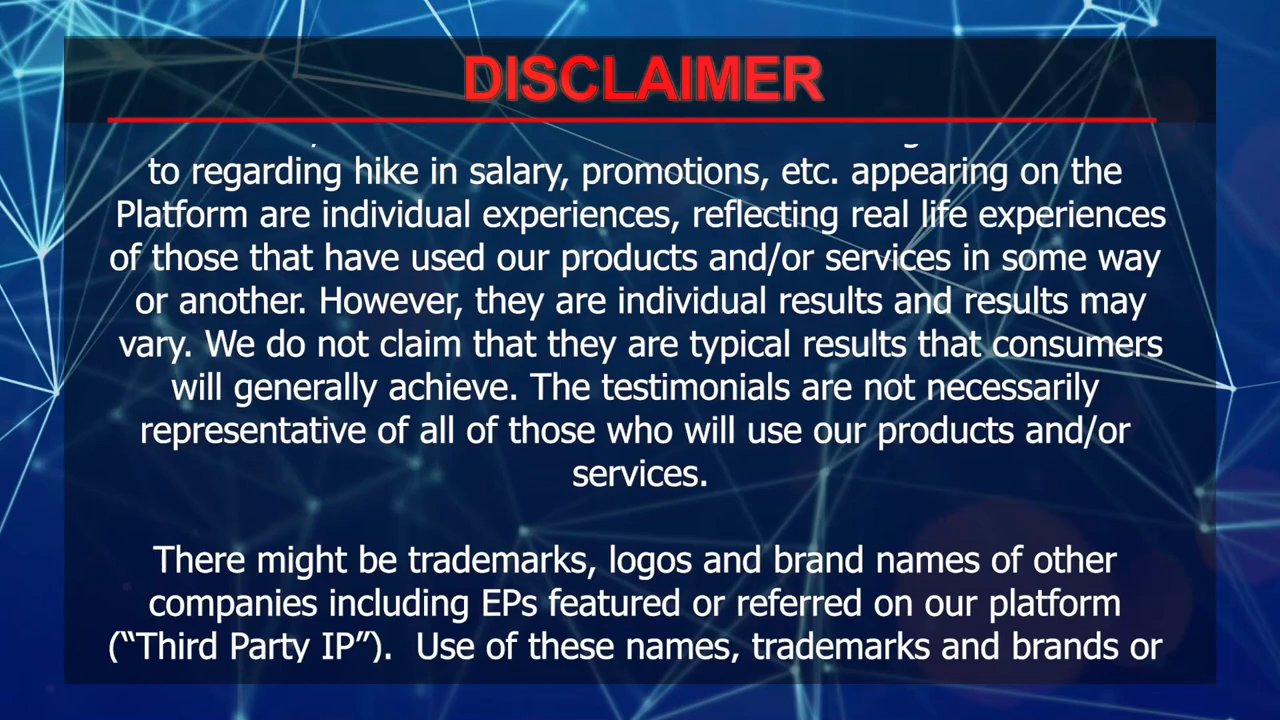 DISCLAIMER
to regarding hike in salary, promotions, etc. appearing on the
Platform are individual experiences, reflecting real life experiences
of those that have used our products and/or services in some way
or another. However, they are individual results and results may
vary. We do not claim that they are typical results that consumers
will generally achieve. The testimonials are not necessarily
representative of all of those who will use our products and/or
services.
There might be trademarks, logos and brand names of other
companies including EPs featured or referred on our platform
(“Third Party IP”).  Use of these names, trademarks and brands or